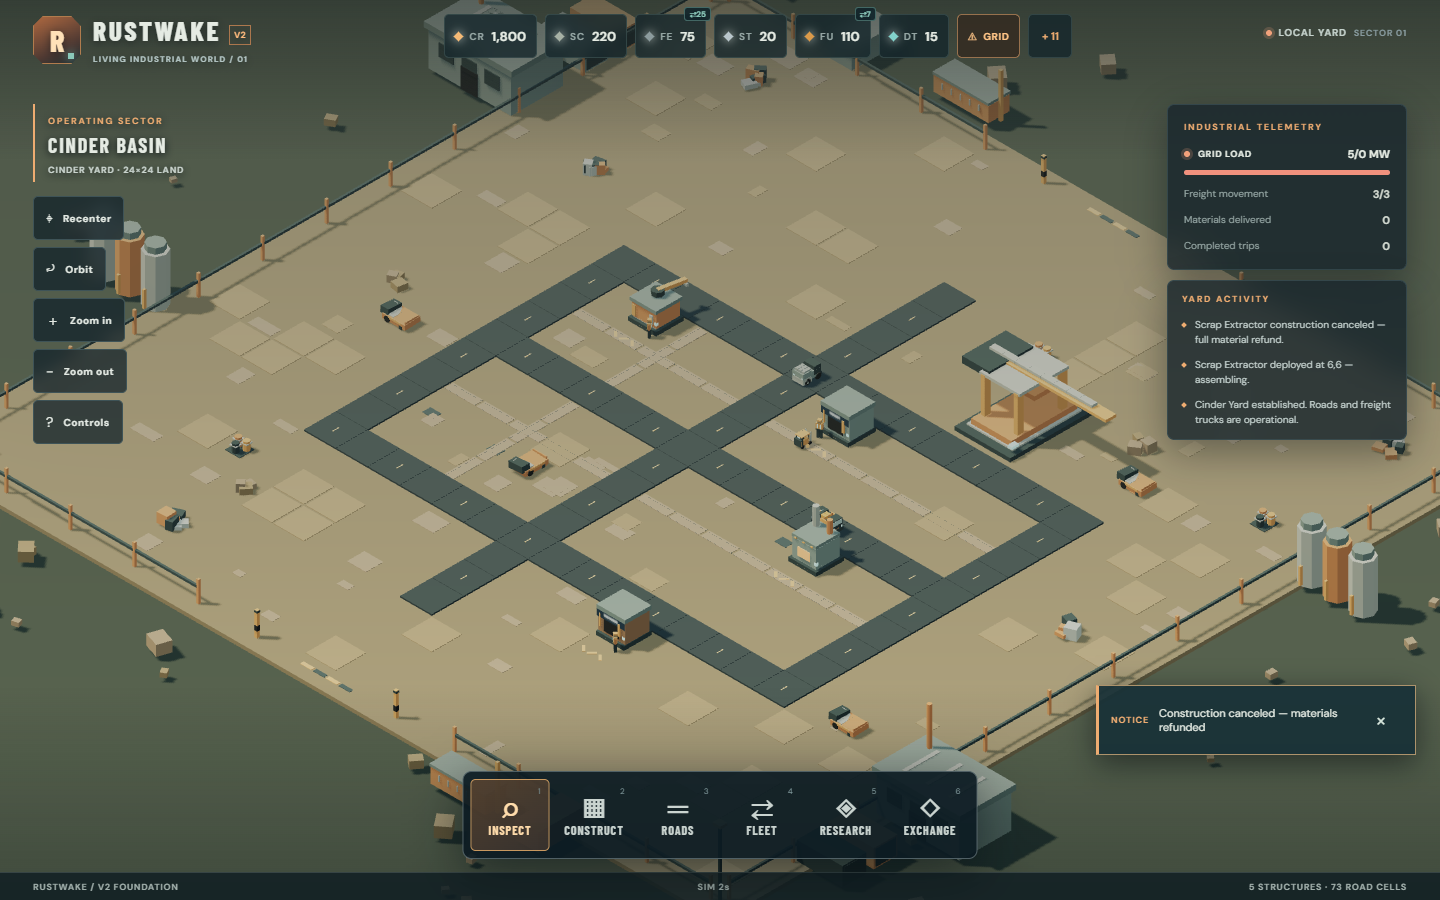 R RUSTWAKE V2
LIVING INDUSTRIAL WORLD / 01
CR 1,800
SC 220
⇄25
FE 75
ST 20
⇄7
FU 110
DT 15
⚠ GRID
+ 11
LOCAL YARD SECTOR 01
OPERATING SECTOR
CINDER BASIN
CINDER YARD · 24×24 LAND
Recenter
Orbit
+ Zoom in
− Zoom out
? Controls
INDUSTRIAL TELEMETRY
GRID LOAD 5/0 MW
Freight movement 3/3
Materials delivered 0
Completed trips 0
YARD ACTIVITY
Scrap Extractor construction canceled —
full material refund.
Scrap Extractor deployed at 6,6 —
assembling.
Cinder Yard established. Roads and freight
trucks are operational.
NOTICE
Construction canceled — materials
refunded
×
1
INSPECT
2
CONSTRUCT
3
ROADS
4
FLEET
5
RESEARCH
6
EXCHANGE
RUSTWAKE / V2 FOUNDATION
SIM 2s
5 STRUCTURES · 73 ROAD CELLS